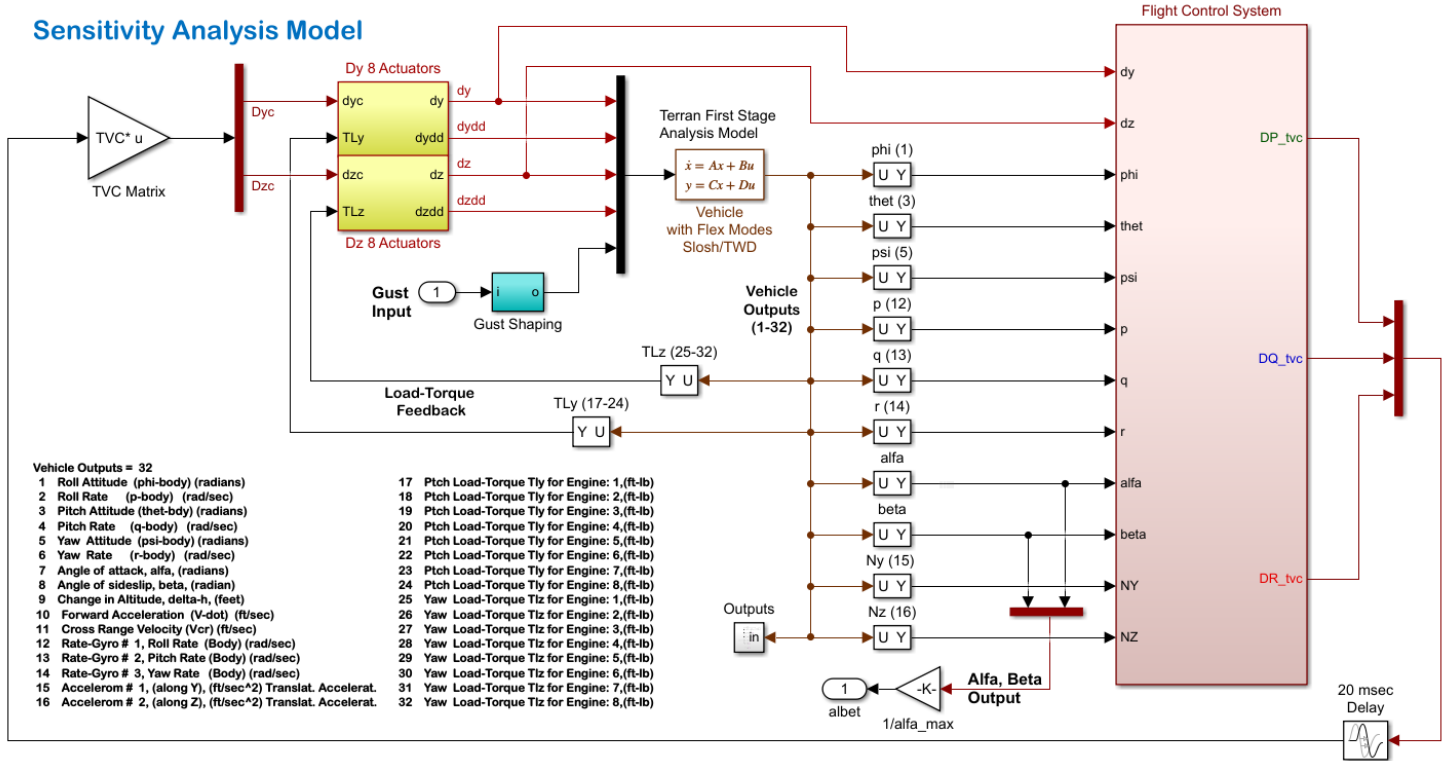 Sensitivity Analysis Model
Flight Control System
Dy 8 Actuators
Dyc
dyc
dy
dy
TLy
dydd
dydd
Dzc
dzc
dz
dz
TLz
dzdd
dzdd
Dz 8 Actuators
TVC* u
TVC Matrix
Terran First Stage
Analysis Model
ẋ = Ax + Bu
y = Cx + Du
Vehicle
with Flex Modes
Slosh/TWD
Gust
Input
1
i
o
Gust Shaping
Vehicle
Outputs
(1-32)
TLz (25-32)
Y U
Load-Torque
Feedback
TLy (17-24)
Y U
phi (1)
U Y
thet (3)
U Y
psi (5)
U Y
p (12)
U Y
q (13)
U Y
r (14)
U Y
alfa
U Y
beta
U Y
Ny (15)
U Y
Nz (16)
U Y
dy
dz
phi
thet
psi
p
q
r
alfa
beta
NY
NZ
DP_tvc
DQ_tvc
DR_tvc
Outputs
in
1
albet
-K-
1/alfa_max
Alfa, Beta
Output
20 msec
Delay
Vehicle Outputs = 32
1 Roll Attitude (phi-body) (radians)
2 Roll Rate (p-body) (rad/sec)
3 Pitch Attitude (thet-bdy) (radians)
4 Pitch Rate (q-body) (rad/sec)
5 Yaw Attitude (psi-body) (radians)
6 Yaw Rate (r-body) (rad/sec)
7 Angle of attack, alfa, (radians)
8 Angle of sideslip, beta, (radian)
9 Change in Altitude, delta-h, (feet)
10 Forward Acceleration (V-dot) (ft/sec)
11 Cross Range Velocity (Vcr) (ft/sec)
12 Rate-Gyro # 1, Roll Rate (Body) (rad/sec)
13 Rate-Gyro # 2, Pitch Rate (Body) (rad/sec)
14 Rate-Gyro # 3, Yaw Rate (Body) (rad/sec)
15 Accelerom # 1, (along Y), (ft/sec^2) Translat. Accelerat.
16 Accelerom # 2, (along Z), (ft/sec^2) Translat. Accelerat.
17 Ptch Load-Torque Tly for Engine: 1,(ft-lb)
18 Ptch Load-Torque Tly for Engine: 2,(ft-lb)
19 Ptch Load-Torque Tly for Engine: 3,(ft-lb)
20 Ptch Load-Torque Tly for Engine: 4,(ft-lb)
21 Ptch Load-Torque Tly for Engine: 5,(ft-lb)
22 Ptch Load-Torque Tly for Engine: 6,(ft-lb)
23 Ptch Load-Torque Tly for Engine: 7,(ft-lb)
24 Ptch Load-Torque Tly for Engine: 8,(ft-lb)
25 Yaw Load-Torque Tlz for Engine: 1,(ft-lb)
26 Yaw Load-Torque Tlz for Engine: 2,(ft-lb)
27 Yaw Load-Torque Tlz for Engine: 3,(ft-lb)
28 Yaw Load-Torque Tlz for Engine: 4,(ft-lb)
29 Yaw Load-Torque Tlz for Engine: 5,(ft-lb)
30 Yaw Load-Torque Tlz for Engine: 6,(ft-lb)
31 Yaw Load-Torque Tlz for Engine: 7,(ft-lb)
32 Yaw Load-Torque Tlz for Engine: 8,(ft-lb)